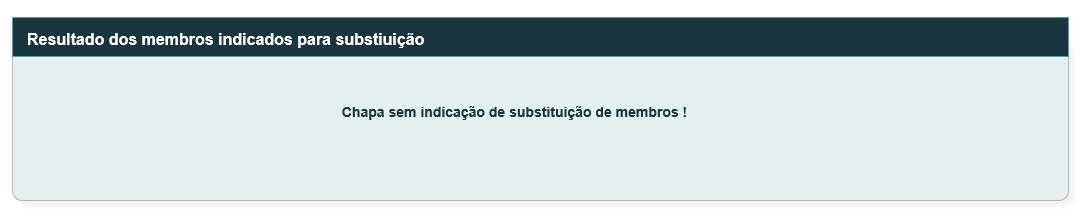 Resultado dos membros indicados para substiuição
Chapa sem indicação de substituição de membros !